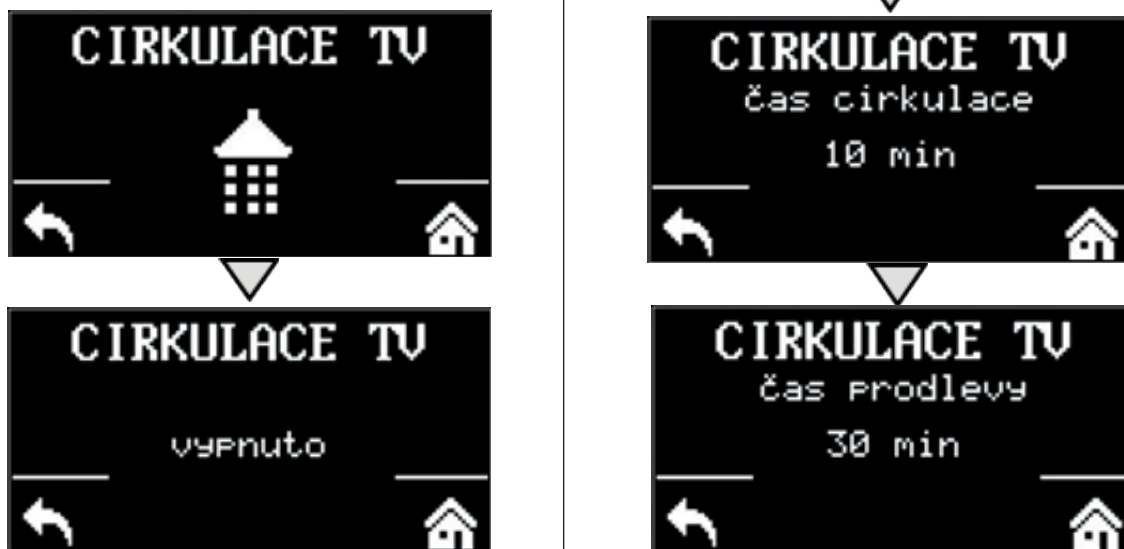 CIRKULACE TV
CIRKULACE TV
vypnuto
CIRKULACE TV
čas cirkulace
10 min
CIRKULACE TV
čas prodlevy
30 min